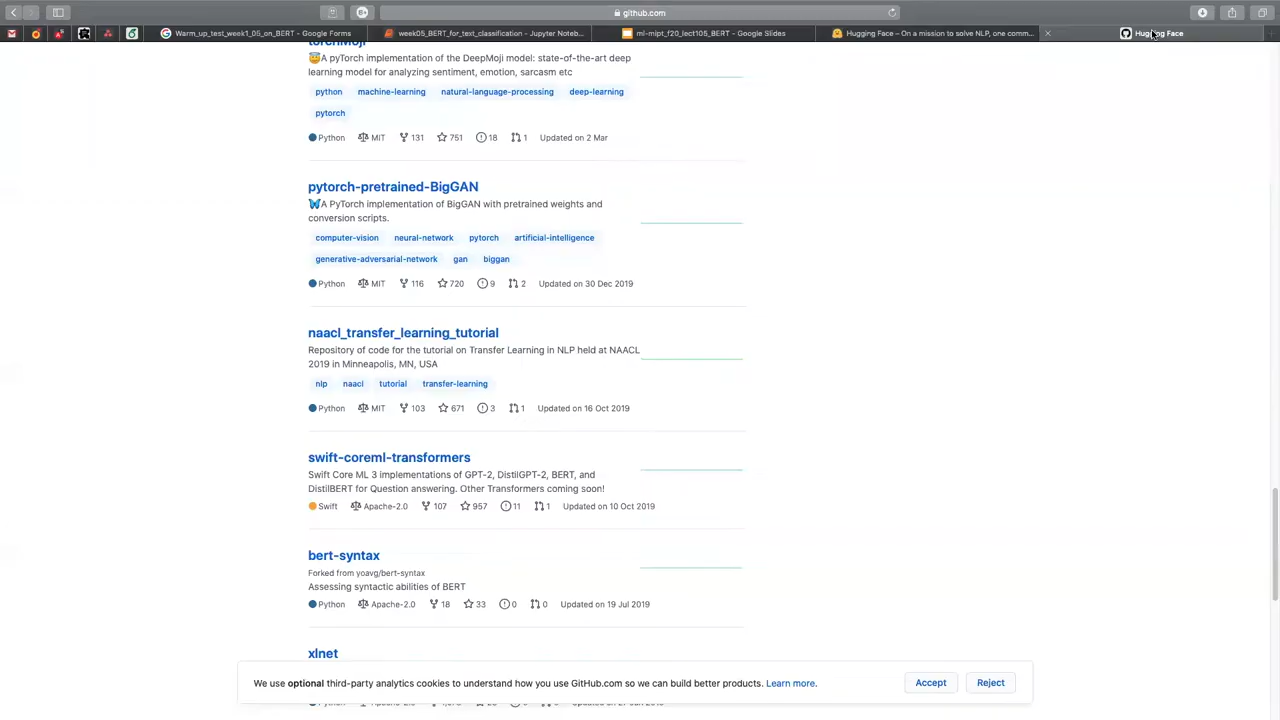 github.com
Warm_up_test_week1_05_on_BERT - Google Forms
week05_BERT_for_text_classification - Jupyter Noteb...
ml-mipt_f20_lect105_BERT - Google Slides
Hugging Face – On a mission to solve NLP, one comm...
Hugging Face
torchMoji
A pyTorch implementation of the DeepMoji model: state-of-the-art deep
learning model for analyzing sentiment, emotion, sarcasm etc
python machine-learning natural-language-processing deep-learning
pytorch
Python MIT 131 751 18 1 Updated on 2 Mar
pytorch-pretrained-BigGAN
A PyTorch implementation of BigGAN with pretrained weights and
conversion scripts.
computer-vision neural-network pytorch artificial-intelligence
generative-adversarial-network gan biggan
Python MIT 116 720 9 2 Updated on 30 Dec 2019
naacl_transfer_learning_tutorial
Repository of code for the tutorial on Transfer Learning in NLP held at NAACL
2019 in Minneapolis, MN, USA
nlp naacl tutorial transfer-learning
Python MIT 103 671 3 1 Updated on 16 Oct 2019
swift-coreml-transformers
Swift Core ML 3 implementations of GPT-2, DistilGPT-2, BERT, and
DistilBERT for Question answering. Other Transformers coming soon!
Swift Apache-2.0 107 957 11 1 Updated on 10 Oct 2019
bert-syntax
Forked from yoavg/bert-syntax
Assessing syntactic abilities of BERT
Python Apache-2.0 18 33 0 0 Updated on 19 Jul 2019
xlnet
We use optional third-party analytics cookies to understand how you use GitHub.com so we can build better products. Learn more.
Accept
Reject